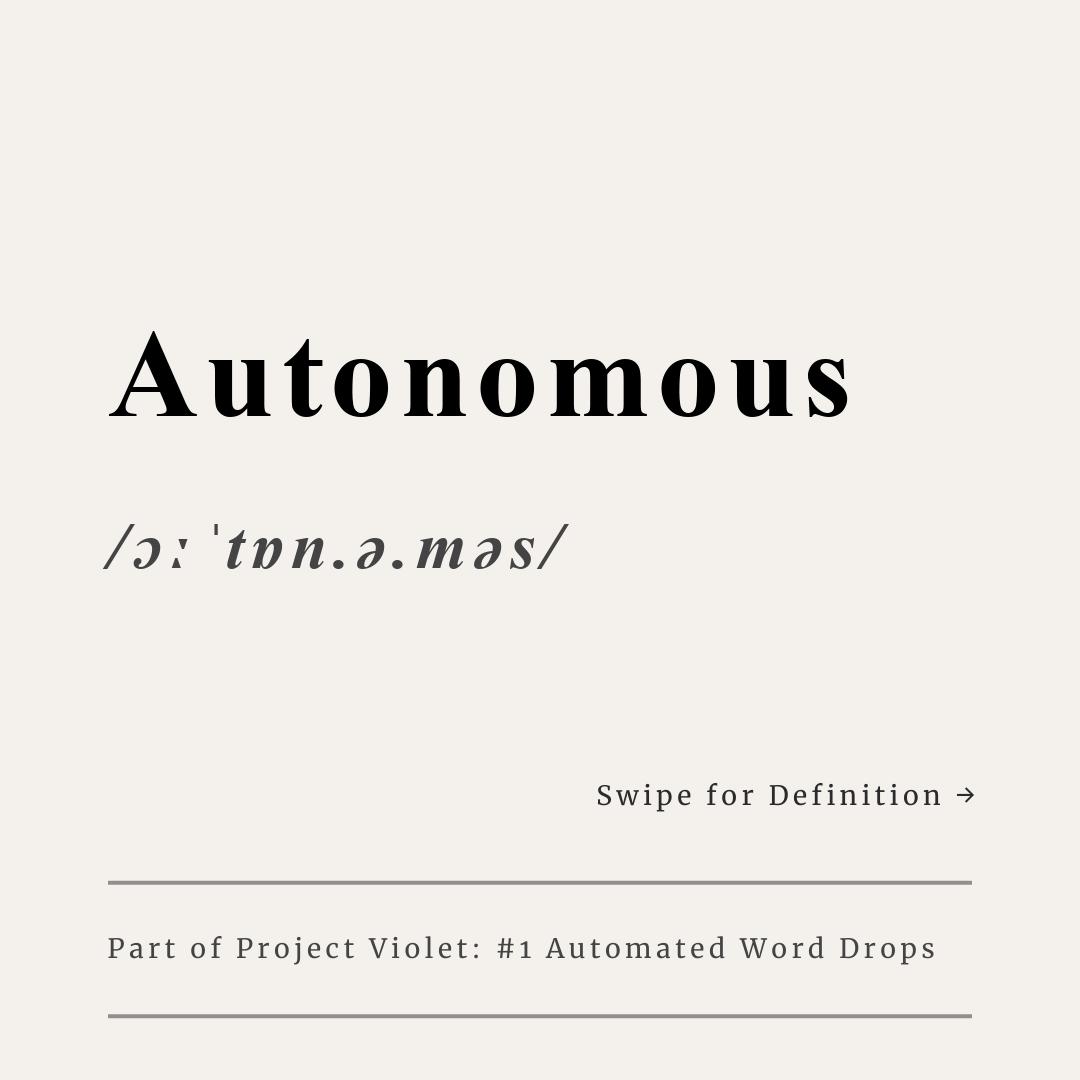 Autonomous
/ɔːˈtɒn.ə.məs/
Swipe for Definition →
Part of Project Violet: #1 Automated Word Drops